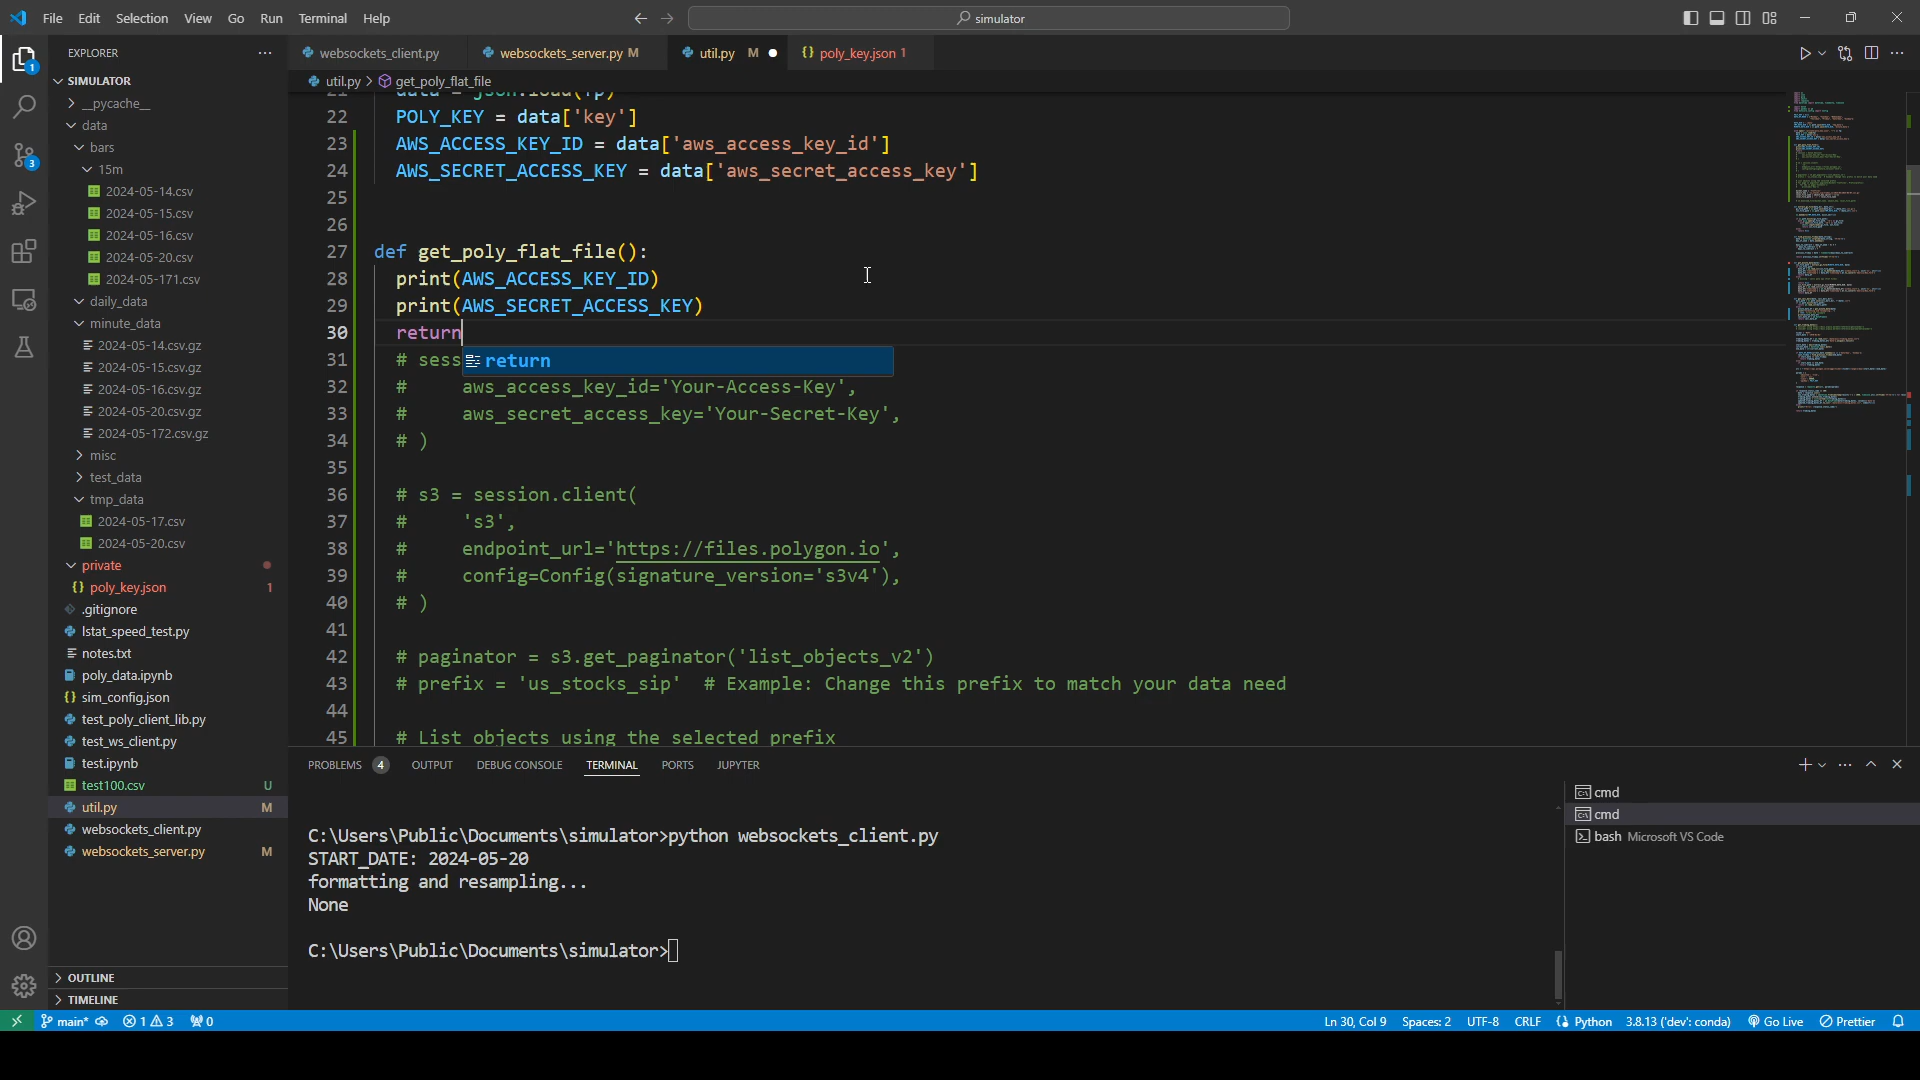 File Edit Selection View Go Run Terminal Help
simulator
EXPLORER
websockets_client.py
websockets_server.py M
util.py M
poly_key.json 1
SIMULATOR
util.py > get_poly_flat_file
__pycache__
data
bars
15m
2024-05-14.csv
2024-05-15.csv
2024-05-16.csv
2024-05-20.csv
2024-05-171.csv
daily_data
minute_data
2024-05-14.csv.gz
2024-05-15.csv.gz
2024-05-16.csv.gz
2024-05-20.csv.gz
2024-05-172.csv.gz
misc
test_data
tmp_data
2024-05-17.csv
2024-05-20.csv
private
poly_key.json 1
.gitignore
lstat_speed_test.py
notes.txt
poly_data.ipynb
sim_config.json
test_poly_client_lib.py
test_ws_client.py
test.ipynb
test100.csv U
util.py M
websockets_client.py
websockets_server.py M
OUTLINE
TIMELINE
1
3
21 data = json.load(fp)
22 POLY_KEY = data['key']
23 AWS_ACCESS_KEY_ID = data['aws_access_key_id']
24 AWS_SECRET_ACCESS_KEY = data['aws_secret_access_key']
25
26
27 def get_poly_flat_file():
28 print(AWS_ACCESS_KEY_ID)
29 print(AWS_SECRET_ACCESS_KEY)
30 return
31 # sess
return
32 # aws_access_key_id='Your-Access-Key',
33 # aws_secret_access_key='Your-Secret-Key',
34 # )
35
36 # s3 = session.client(
37 # 's3',
38 # endpoint_url='https://files.polygon.io',
39 # config=Config(signature_version='s3v4'),
40 # )
41
42 # paginator = s3.get_paginator('list_objects_v2')
43 # prefix = 'us_stocks_sip' # Example: Change this prefix to match your data need
44
45 # List objects using the selected prefix
PROBLEMS 4 OUTPUT DEBUG CONSOLE TERMINAL PORTS JUPYTER
C:\Users\Public\Documents\simulator>python websockets_client.py
START_DATE: 2024-05-20
formatting and resampling...
None
C:\Users\Public\Documents\simulator>
cmd
cmd
bash Microsoft VS Code
main* 1 3 0
Ln 30, Col 9 Spaces: 2 UTF-8 CRLF Python 3.8.13 ('dev': conda) Go Live Prettier